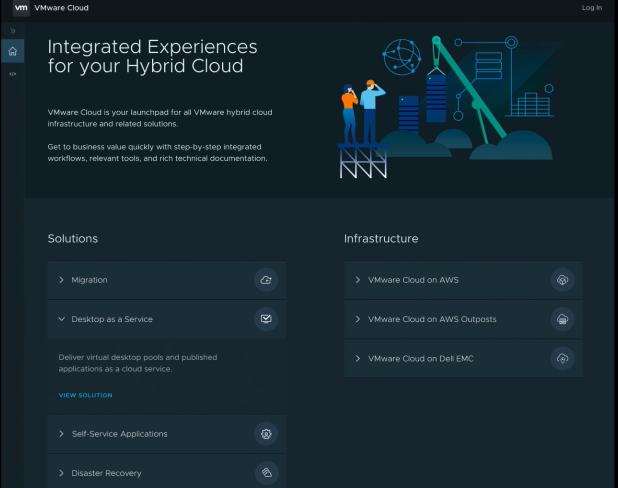 vm VMware Cloud
Log In
Integrated Experiences
for your Hybrid Cloud
VMware Cloud is your launchpad for all VMware hybrid cloud
infrastructure and related solutions.
Get to business value quickly with step-by-step integrated
workflows, relevant tools, and rich technical documentation.
Solutions
Migration
Desktop as a Service
Deliver virtual desktop pools and published
applications as a cloud service.
VIEW SOLUTION
Self-Service Applications
Disaster Recovery
Infrastructure
VMware Cloud on AWS
VMware Cloud on AWS Outposts
VMware Cloud on Dell EMC